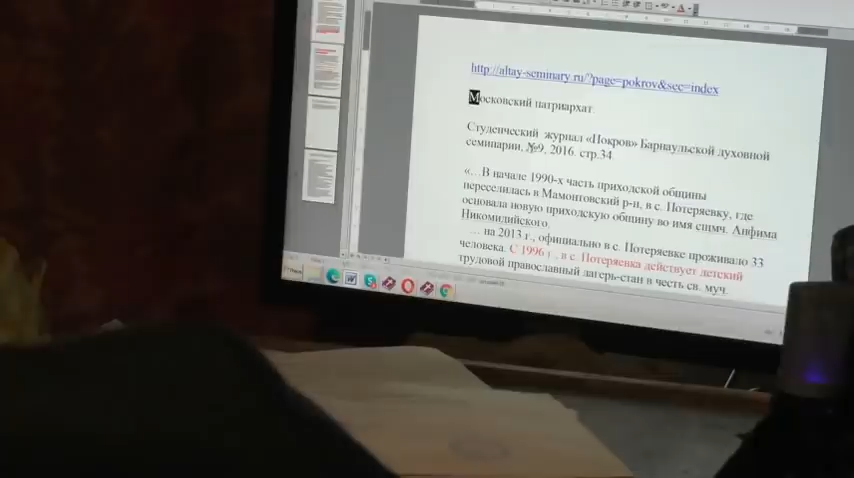 http://altay-seminary.ru/?page=pokrov&sec=index
Московский патриархат.
Студенческий журнал «Покров» Барнаульской духовной
семинарии, №9, 2016. стр.34
«…В начале 1990-х часть приходской общины
переселилась в Мамонтовский р-н, в с. Потеряевку, где
основала новую приходскую общину во имя сщмч. Анфима
Никомидийского.
… на 2013 г., официально в с. Потеряевке проживало 33
человека. С 1996 г., в с. Потеряевка действует детский
трудовой православный лагерь-стан в честь св. муч.